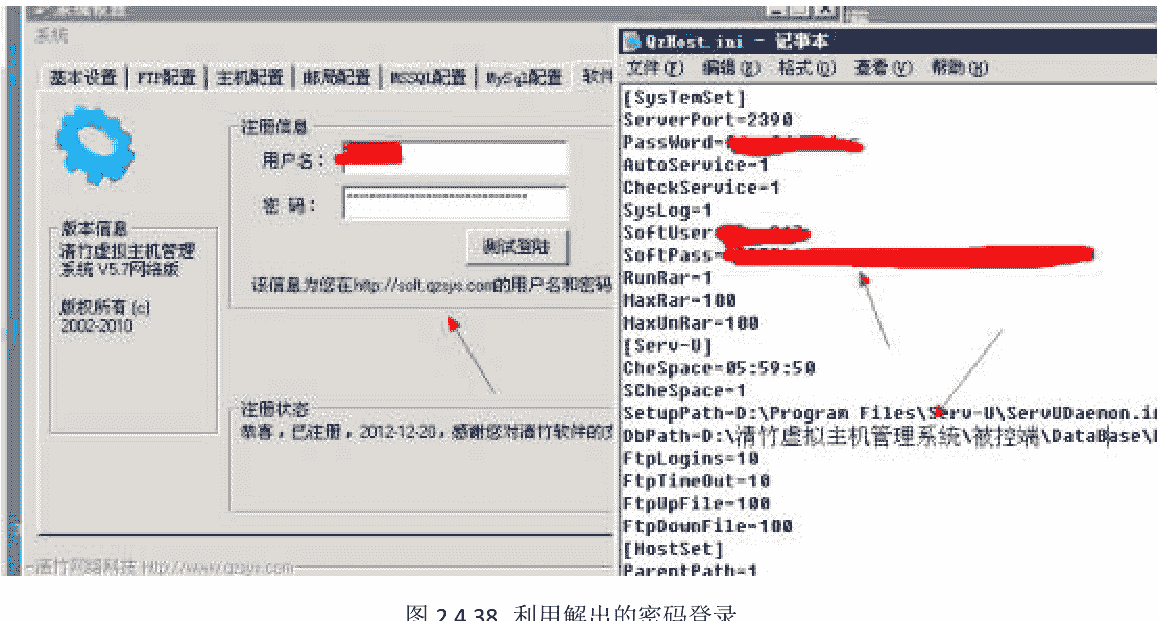 系统
基本设置 FTP配置 主机配置 邮局配置 MSSQL配置 MySql配置 软件
注册信息
用户名：
密 码：
测试登陆
该信息为您在http://soft.qzsys.com的用户名和密码
版本信息
清竹虚拟主机管理
系统 V5.7网络版
版权所有 (c)
2002-2010
注册状态
恭喜，已注册，2012-12-20，感谢您对清竹软件的支
清竹网络科技 http://www.qzsys.com
QzHost.ini - 记事本
文件(F) 编辑(E) 格式(O) 查看(V) 帮助(H)
[SysTemSet]
ServerPort=2390
PassWord=
AutoService=1
CheckService=1
SysLog=1
SoftUser=
SoftPass=
RunRar=1
MaxRar=100
MaxUnRar=100
[Serv-U]
CheSpace=05:59:50
SCheSpace=1
SetupPath=D:\Program Files\Serv-U\ServUDaemon.in
DbPath=D:\清竹虚拟主机管理系统\被控端\DataBase\
FtpLogins=10
FtpTimeOut=10
FtpUpFile=100
FtpDownFile=100
[HostSet]
ParentPath=1
图 2.4.38 利用解出的密码登录